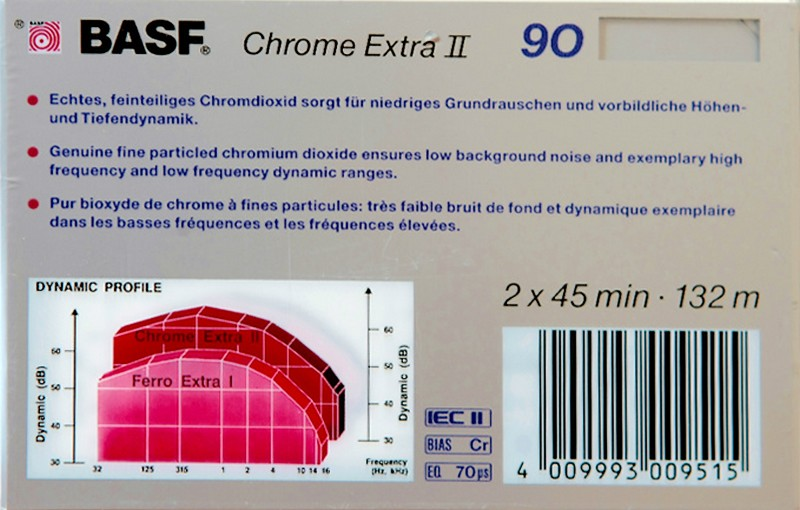 BASF® Chrome Extra II 90
Echtes, feinteiliges Chromdioxid sorgt für niedriges Grundrauschen und vorbildliche Höhen-
und Tiefendynamik.
Genuine fine particled chromium dioxide ensures low background noise and exemplary high
frequency and low frequency dynamic ranges.
Pur bioxyde de chrome à fines particules: très faible bruit de fond et dynamique exemplaire
dans les basses fréquences et les fréquences élevées.
DYNAMIC PROFILE
Chrome Extra II
Ferro Extra I
Dynamic (dB)
60
50
40
30
60
50
40
30
Dynamic (dB)
32 125 315 1 2 4 10 14 16
Frequency
(Hz, kHz)
2 x 45 min · 132 m
IEC II
BIAS Cr
EQ 70µs
4 009993 009515